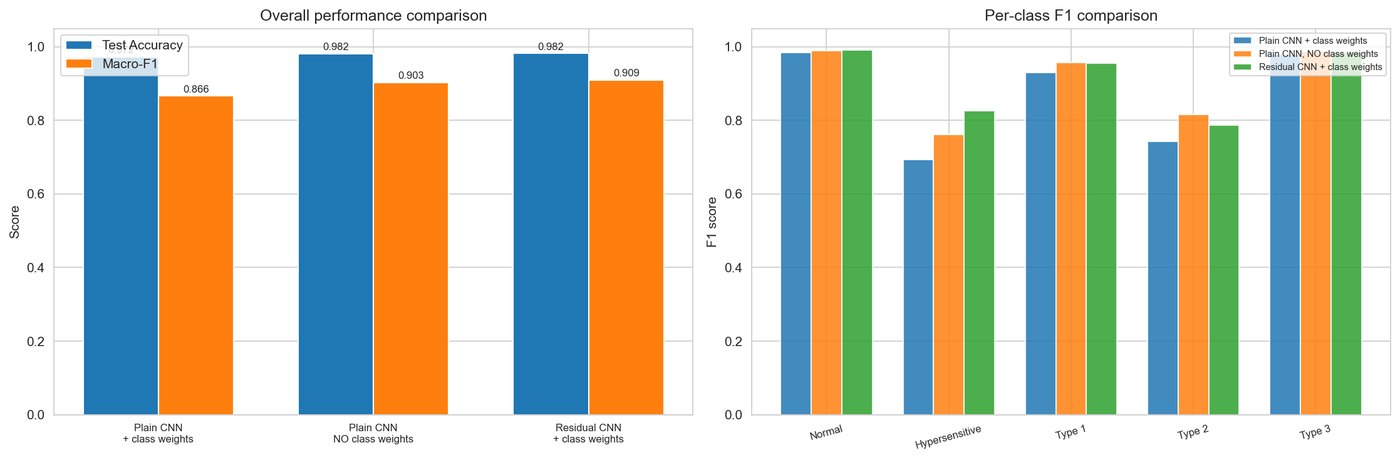 Overall performance comparison
Test Accuracy
Macro-F1
0.866
0.982
0.903
0.982
0.909
1.0
0.8
0.6
0.4
0.2
0.0
Score
Plain CNN
+ class weights
Plain CNN
NO class weights
Residual CNN
+ class weights
Per-class F1 comparison
Plain CNN + class weights
Plain CNN, NO class weights
Residual CNN + class weights
1.0
0.8
0.6
0.4
0.2
0.0
F1 score
Normal
Hypersensitive
Type 1
Type 2
Type 3